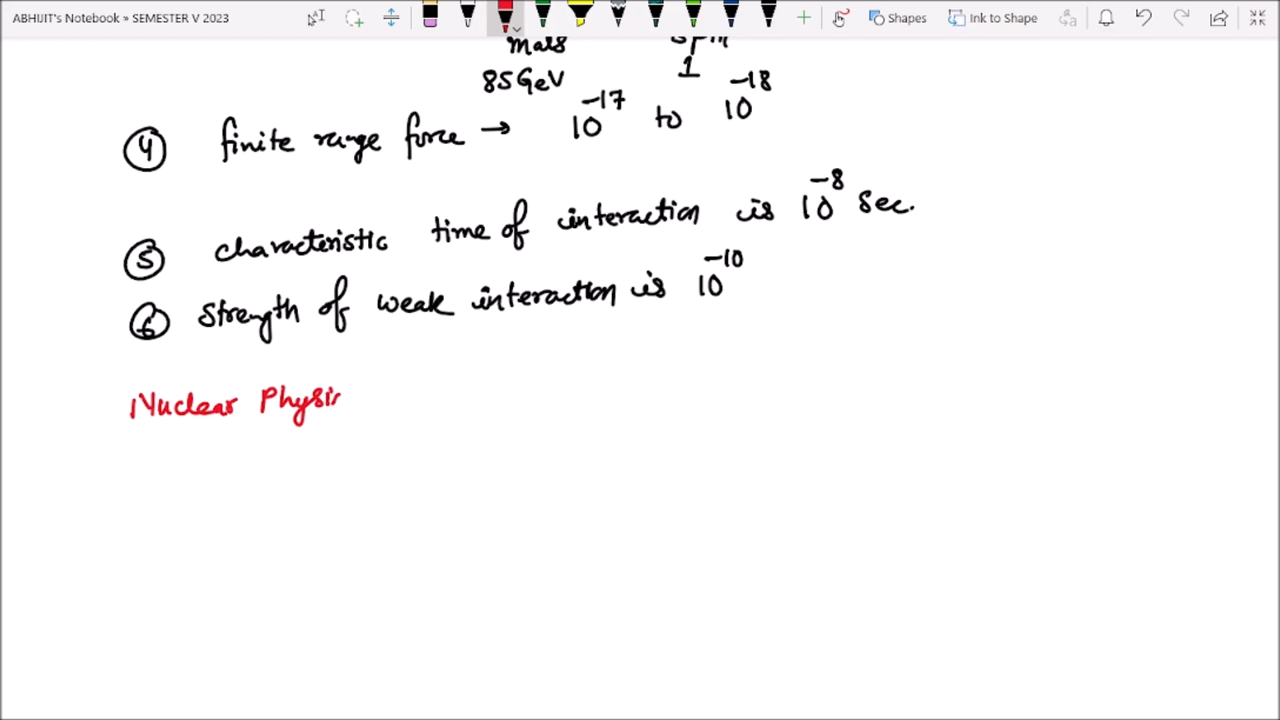 ABHIJIT's Notebook » SEMESTER V 2023
Shapes
Ink to Shape
mass spin
85GeV 1
④ finite range force → 10⁻¹⁷ to 10⁻¹⁸
⑤ characteristic time of interaction is 10⁻⁸ sec.
⑥ Strength of weak interaction is 10⁻¹⁰
Nuclear Physi